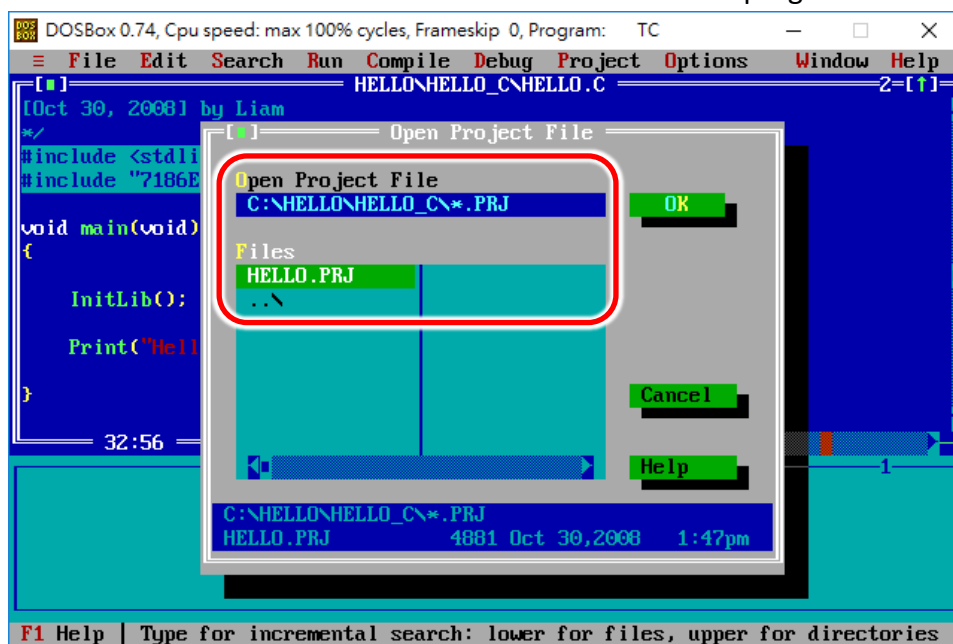 DOSBox 0.74, Cpu speed: max 100% cycles, Frameskip 0, Program: TC
≡ File Edit Search Run Compile Debug Project Options Window Help
HELLO\HELLO_C\HELLO.C 2=[↑]
[Oct 30, 2008] by Liam
*/
#include <stdli
#include "7186E
void main(void)
{
InitLib();
Print("Hell
}
32:56
Open Project File
Open Project File
C:\HELLO\HELLO_C\*.PRJ
OK
Files
HELLO.PRJ
..\
Cancel
Help
C:\HELLO\HELLO_C\*.PRJ
HELLO.PRJ 4881 Oct 30,2008 1:47pm
1
F1 Help | Type for incremental search: lower for files, upper for directories